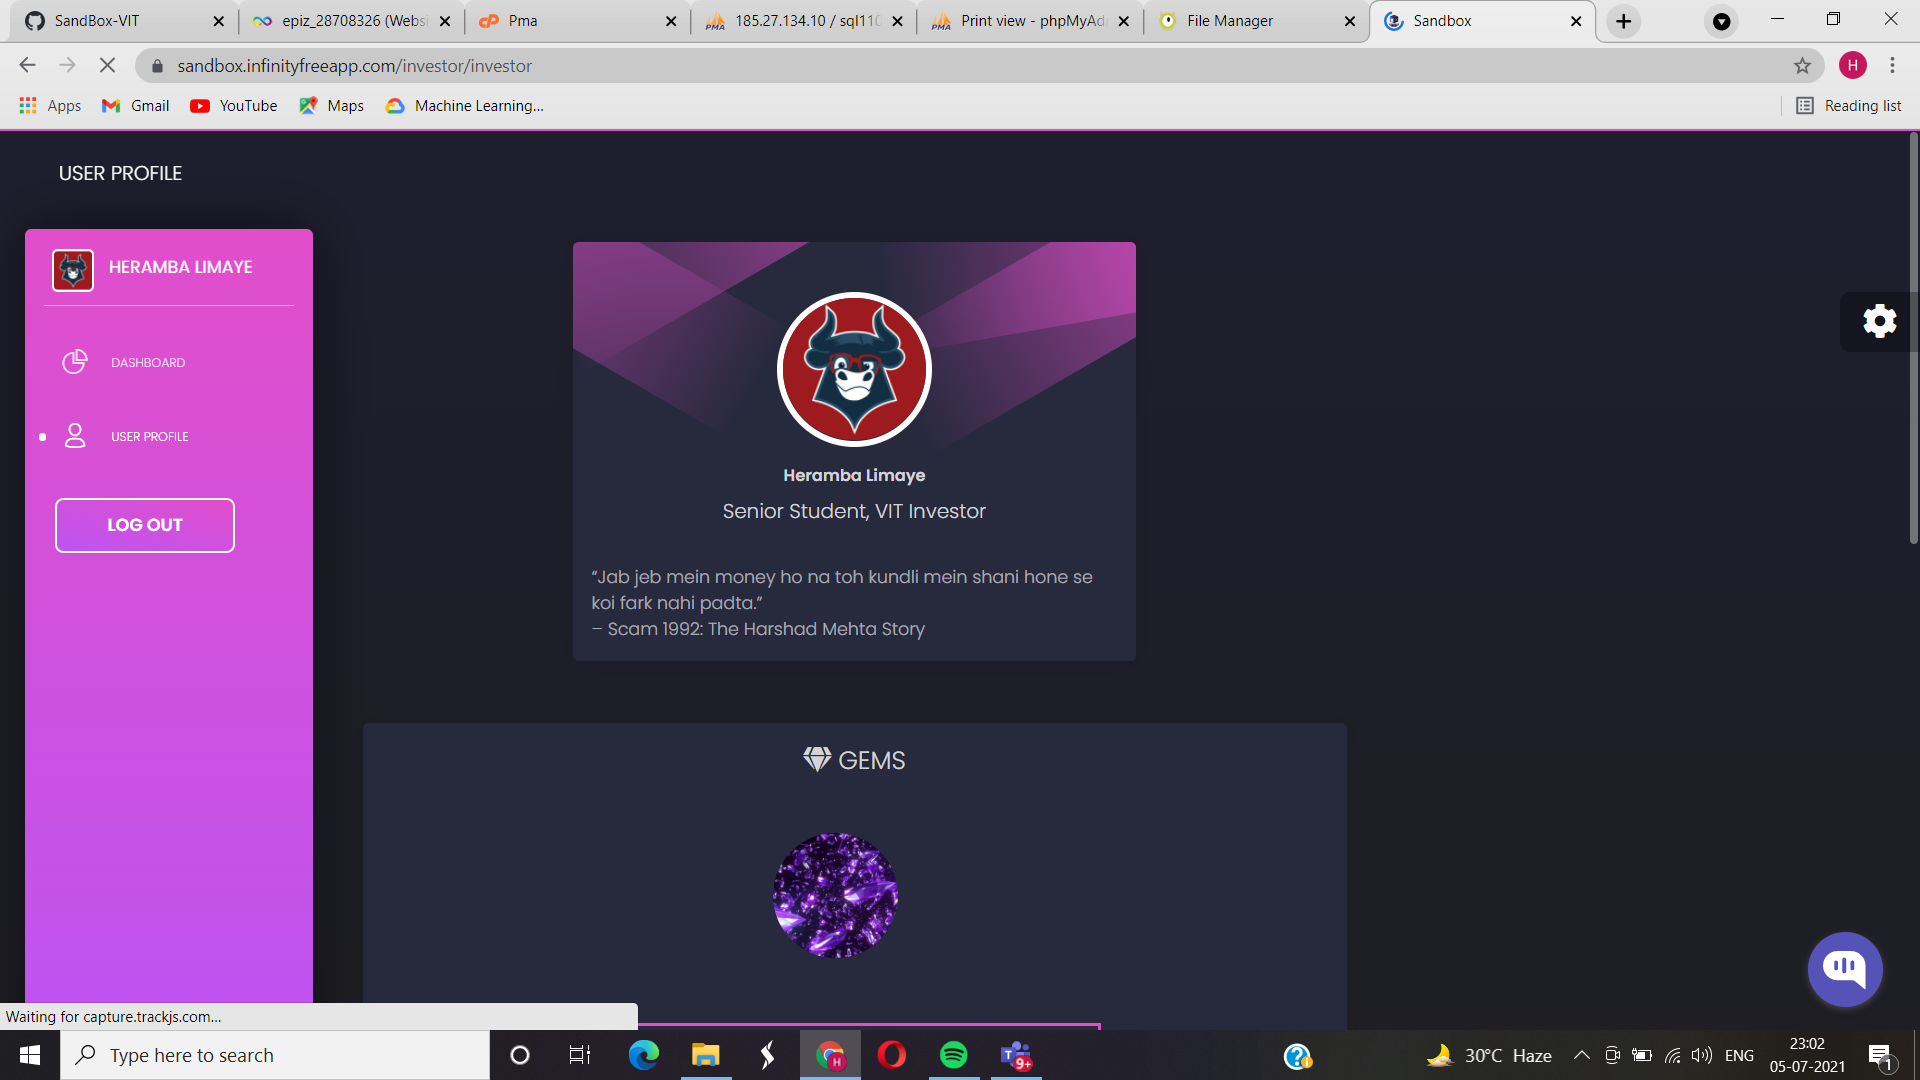 SandBox-VIT
epiz_28708326 (Websi
Pma
185.27.134.10 / sql110
Print view - phpMyAd
File Manager
Sandbox
sandbox.infinityfreeapp.com/investor/investor
H
Apps
Gmail
YouTube
Maps
Machine Learning...
Reading list
USER PROFILE
HERAMBA LIMAYE
DASHBOARD
USER PROFILE
LOG OUT
Heramba Limaye
Senior Student, VIT Investor
“Jab jeb mein money ho na toh kundli mein shani hone se
koi fark nahi padta.”
– Scam 1992: The Harshad Mehta Story
GEMS
Waiting for capture.trackjs.com...
Type here to search
30°C Haze
ENG
23:02
05-07-2021
9+
1